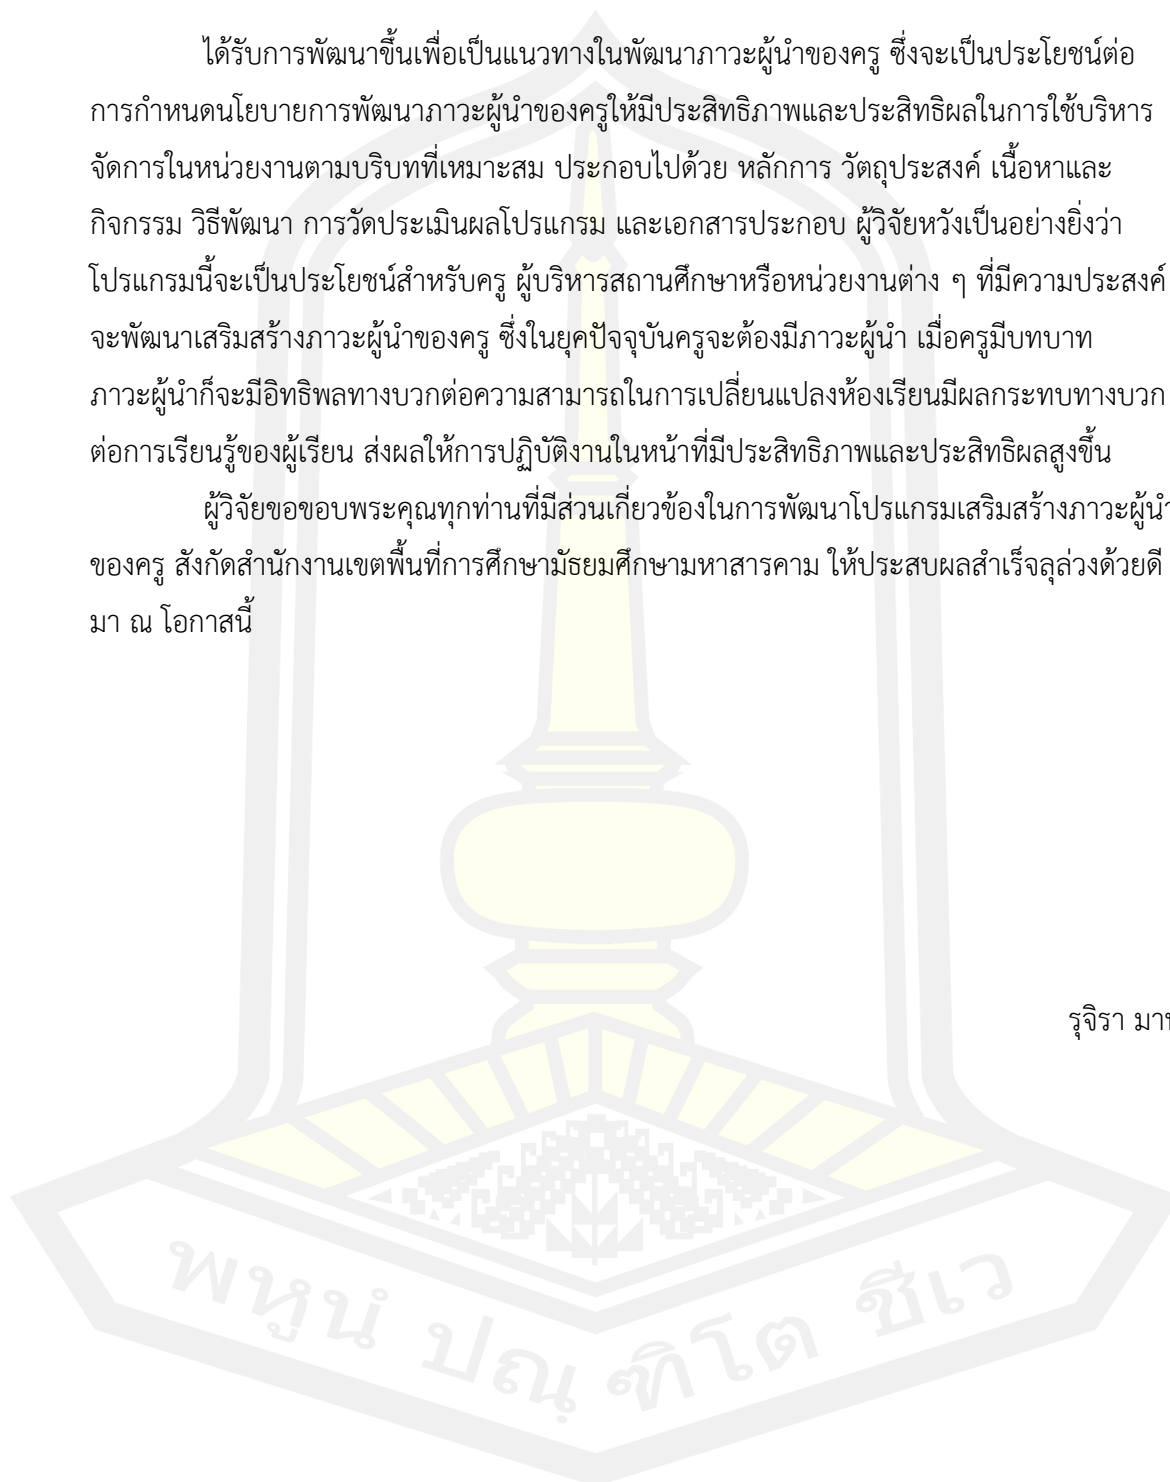 ได้รับการพัฒนาขึ้นเพื่อเป็นแนวทางในพัฒนาภาวะผู้นำของครู ซึ่งจะเป็นประโยชน์ต่อ
การกำหนดนโยบายการพัฒนาภาวะผู้นำของครูให้มีประสิทธิภาพและประสิทธิผลในการใช้บริหาร
จัดการในหน่วยงานตามบริบทที่เหมาะสม ประกอบไปด้วย หลักการ วัตถุประสงค์ เนื้อหาและ
กิจกรรม วิธีพัฒนา การวัดประเมินผลโปรแกรม และเอกสารประกอบ ผู้วิจัยหวังเป็นอย่างยิ่งว่า
โปรแกรมนี้จะเป็นประโยชน์สำหรับครู ผู้บริหารสถานศึกษาหรือหน่วยงานต่าง ๆ ที่มีความประสงค์
จะพัฒนาเสริมสร้างภาวะผู้นำของครู ซึ่งในยุคปัจจุบันครูจะต้องมีภาวะผู้นำ เมื่อครูมีบทบาท
ภาวะผู้นำก็จะมีอิทธิพลทางบวกต่อความสามารถในการเปลี่ยนแปลงห้องเรียนมีผลกระทบทางบวก
ต่อการเรียนรู้ของผู้เรียน ส่งผลให้การปฏิบัติงานในหน้าที่มีประสิทธิภาพและประสิทธิผลสูงขึ้น
ผู้วิจัยขอขอบพระคุณทุกท่านที่มีส่วนเกี่ยวข้องในการพัฒนาโปรแกรมเสริมสร้างภาวะผู้นำ
ของครู สังกัดสำนักงานเขตพื้นที่การศึกษามัธยมศึกษามหาสารคาม ให้ประสบผลสำเร็จลุล่วงด้วยดี
มา ณ โอกาสนี้
รุจิรา
พหูนํ ปณฺฑิโต ชีเว